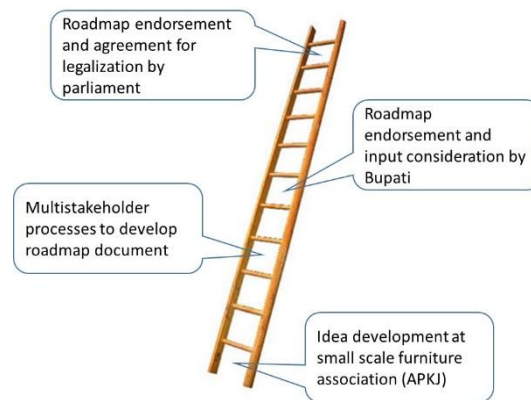 Roadmap endorsement
and agreement for
legalization by
parliament
Roadmap
endorsement and
input consideration by
Bupati
Multistakeholder
processes to develop
roadmap document
Idea development at
small scale furniture
association (APKJ)